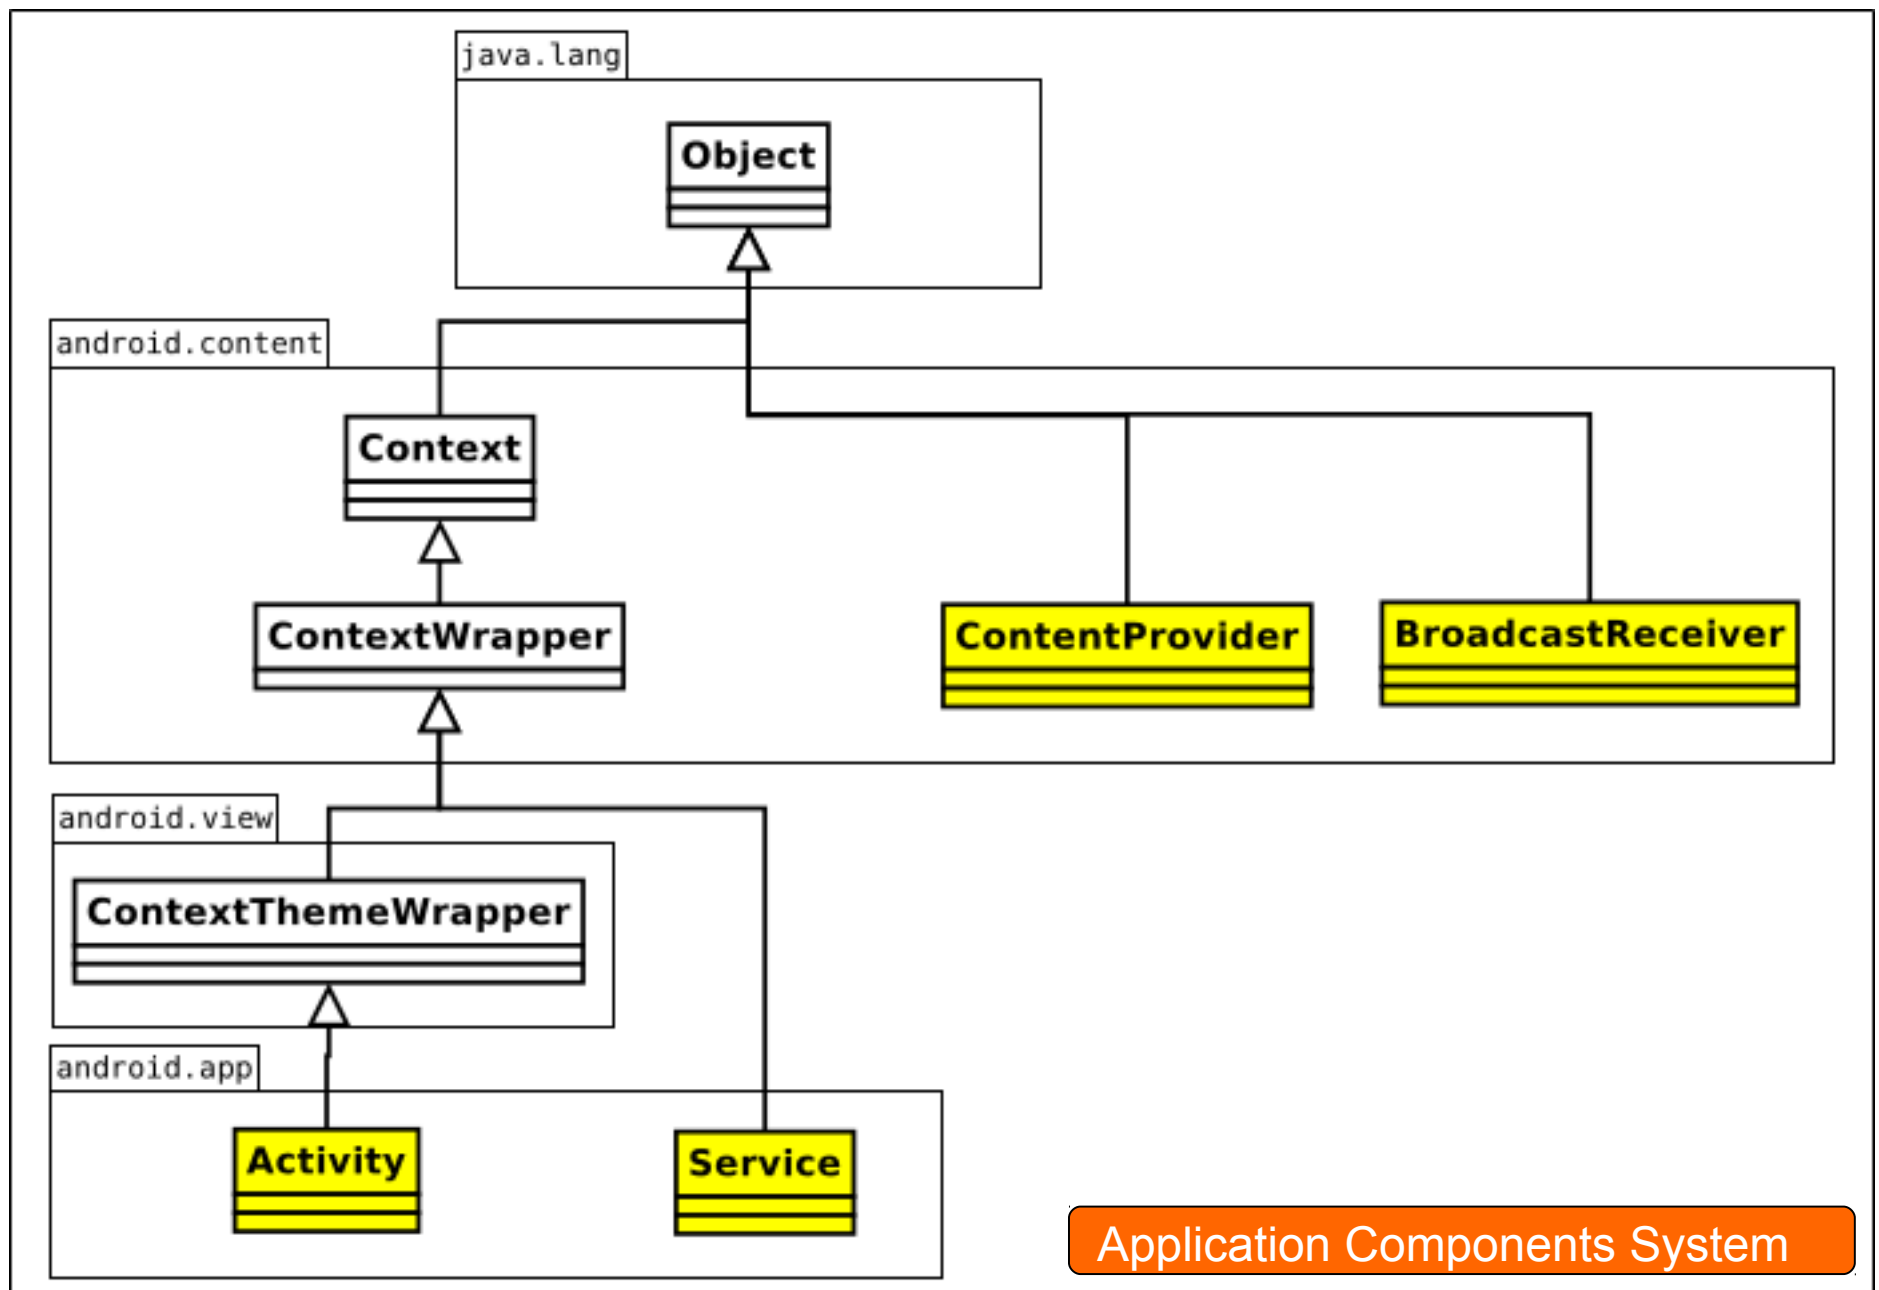 java.lang
Object
android.content
Context
ContextWrapper
ContentProvider
BroadcastReceiver
android.view
ContextThemeWrapper
android.app
Activity
Service
Application Components System